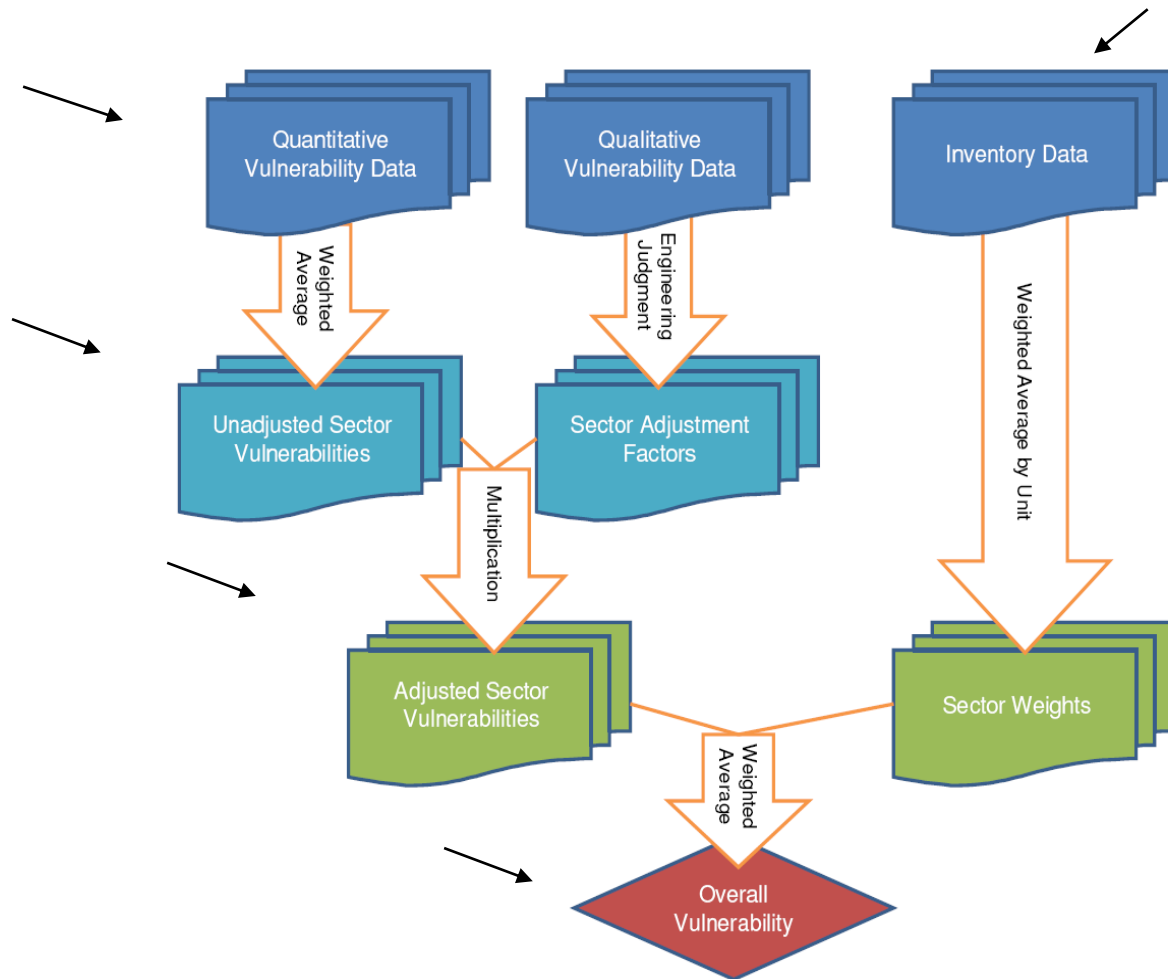 Quantitative
Vulnerability Data
Qualitative
Vulnerability Data
Inventory Data
Weighted
Average
Engineering
Judgment
Weighted Average by Unit
Unadjusted Sector
Vulnerabilities
Sector Adjustment
Factors
Multiplication
Adjusted Sector
Vulnerabilities
Sector Weights
Weighted
Average
Overall
Vulnerability